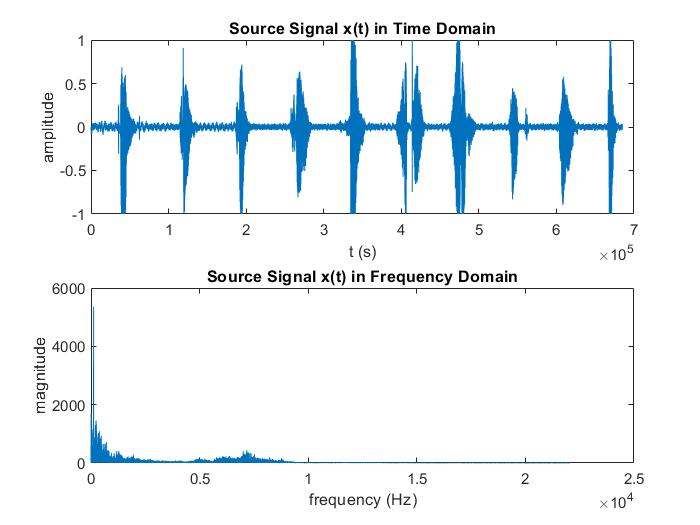 Source Signal x(t) in Time Domain
1
0.5
0
-0.5
-1
amplitude
0 1 2 3 4 5 6 7
t (s)
×10^5
Source Signal x(t) in Frequency Domain
6000
4000
2000
0
magnitude
0 0.5 1 1.5 2 2.5
frequency (Hz)
×10^4